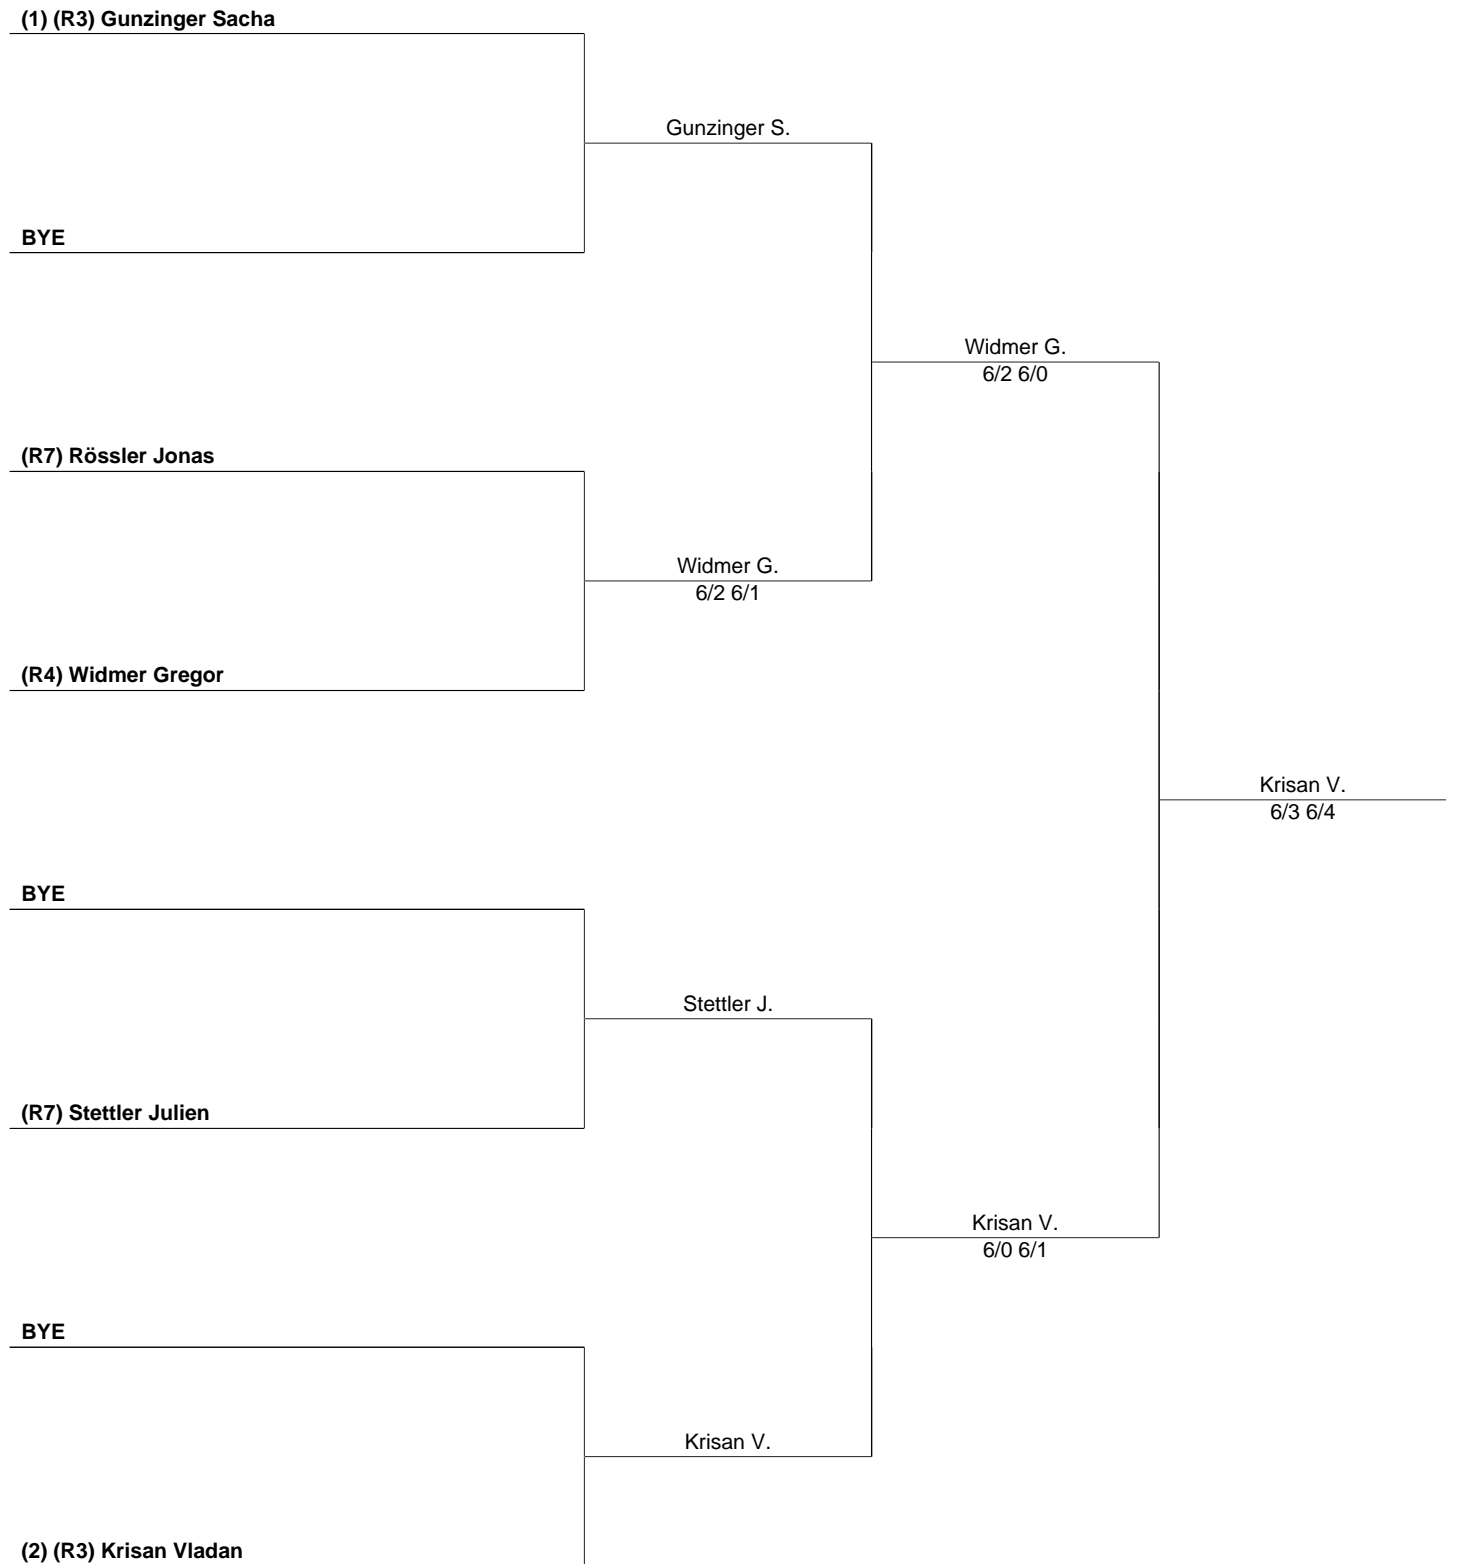 (1) (R3) Gunzinger Sacha
Gunzinger S.
BYE
Widmer G.
6/2 6/0
(R7) Rössler Jonas
Widmer G.
6/2 6/1
(R4) Widmer Gregor
Krisan V.
6/3 6/4
BYE
Stettler J.
(R7) Stettler Julien
Krisan V.
6/0 6/1
BYE
Krisan V.
(2) (R3) Krisan Vladan